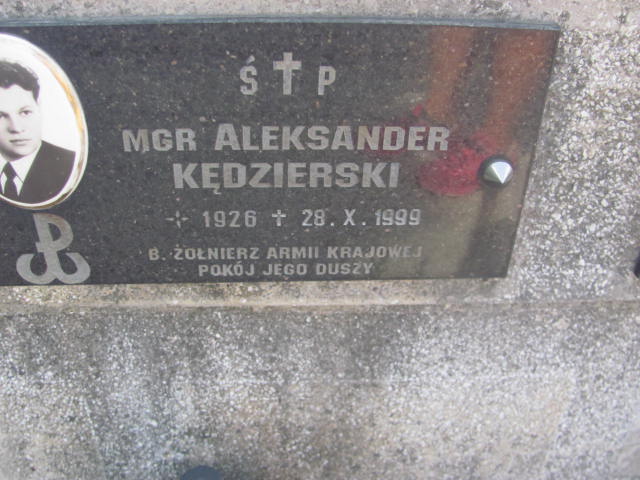 Ś † P
MGR ALEKSANDER
KĘDZIERSKI
1926 † 28.X.1999
B. ŻOŁNIERZ ARMII KRAJOWEJ
POKÓJ JEGO DUSZY